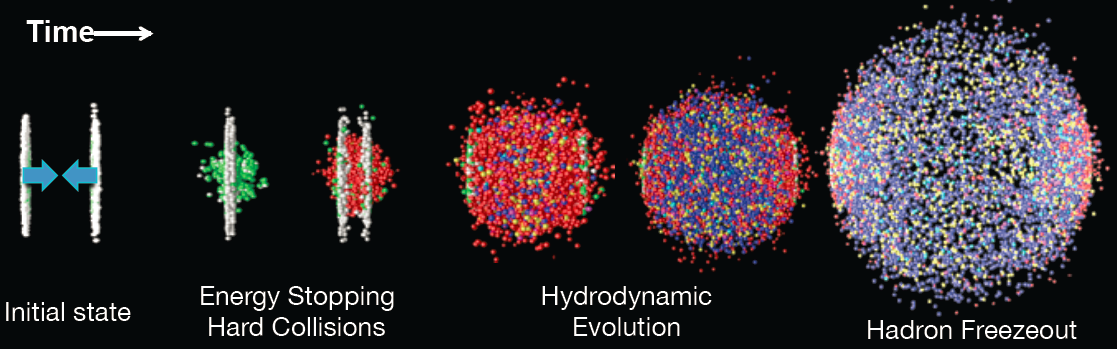 Time
Initial state
Energy Stopping
Hard Collisions
Hydrodynamic
Evolution
Hadron Freezeout